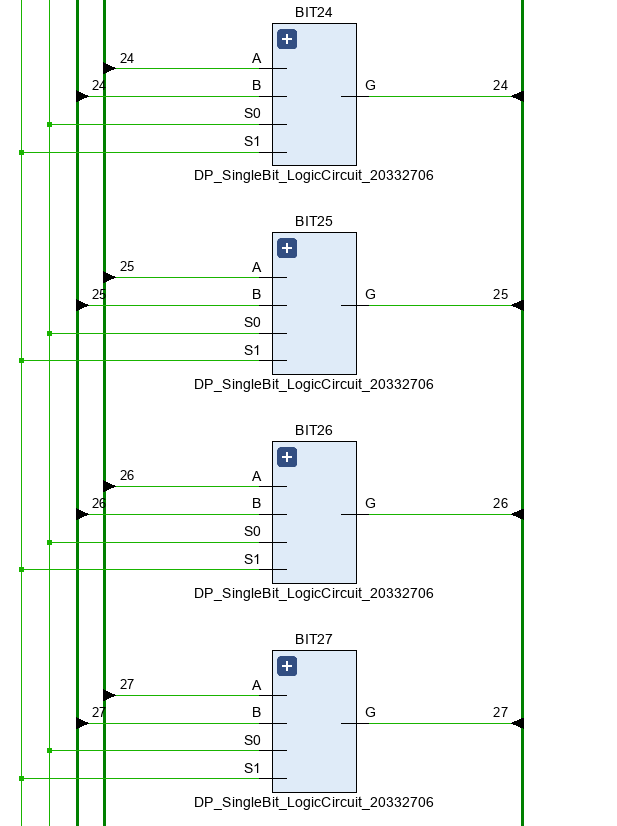 BIT24
24 A
24 B G 24
S0
S1
DP_SingleBit_LogicCircuit_20332706
BIT25
25 A
25 B G 25
S0
S1
DP_SingleBit_LogicCircuit_20332706
BIT26
26 A
26 B G 26
S0
S1
DP_SingleBit_LogicCircuit_20332706
BIT27
27 A
27 B G 27
S0
S1
DP_SingleBit_LogicCircuit_20332706